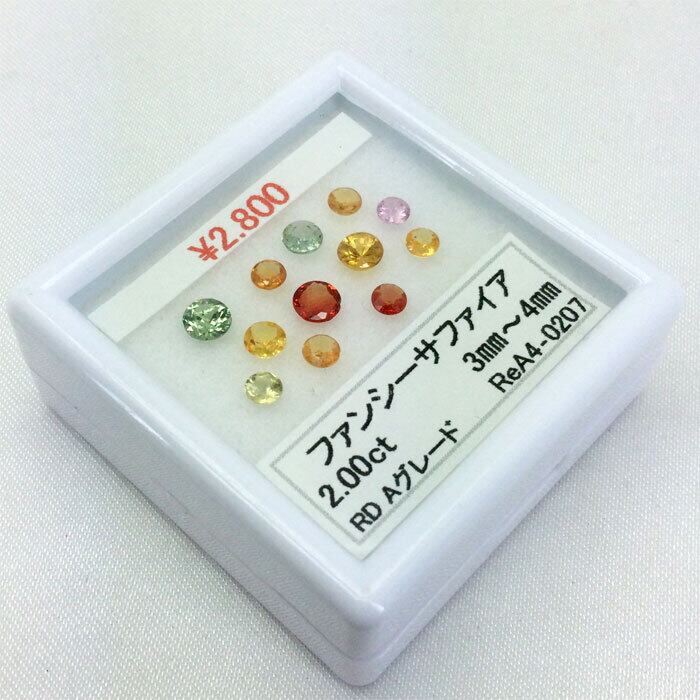 ¥2.800
ファンシーサファイア
2.00ct 3mm～4mm
RD Aグレード ReA4-0207